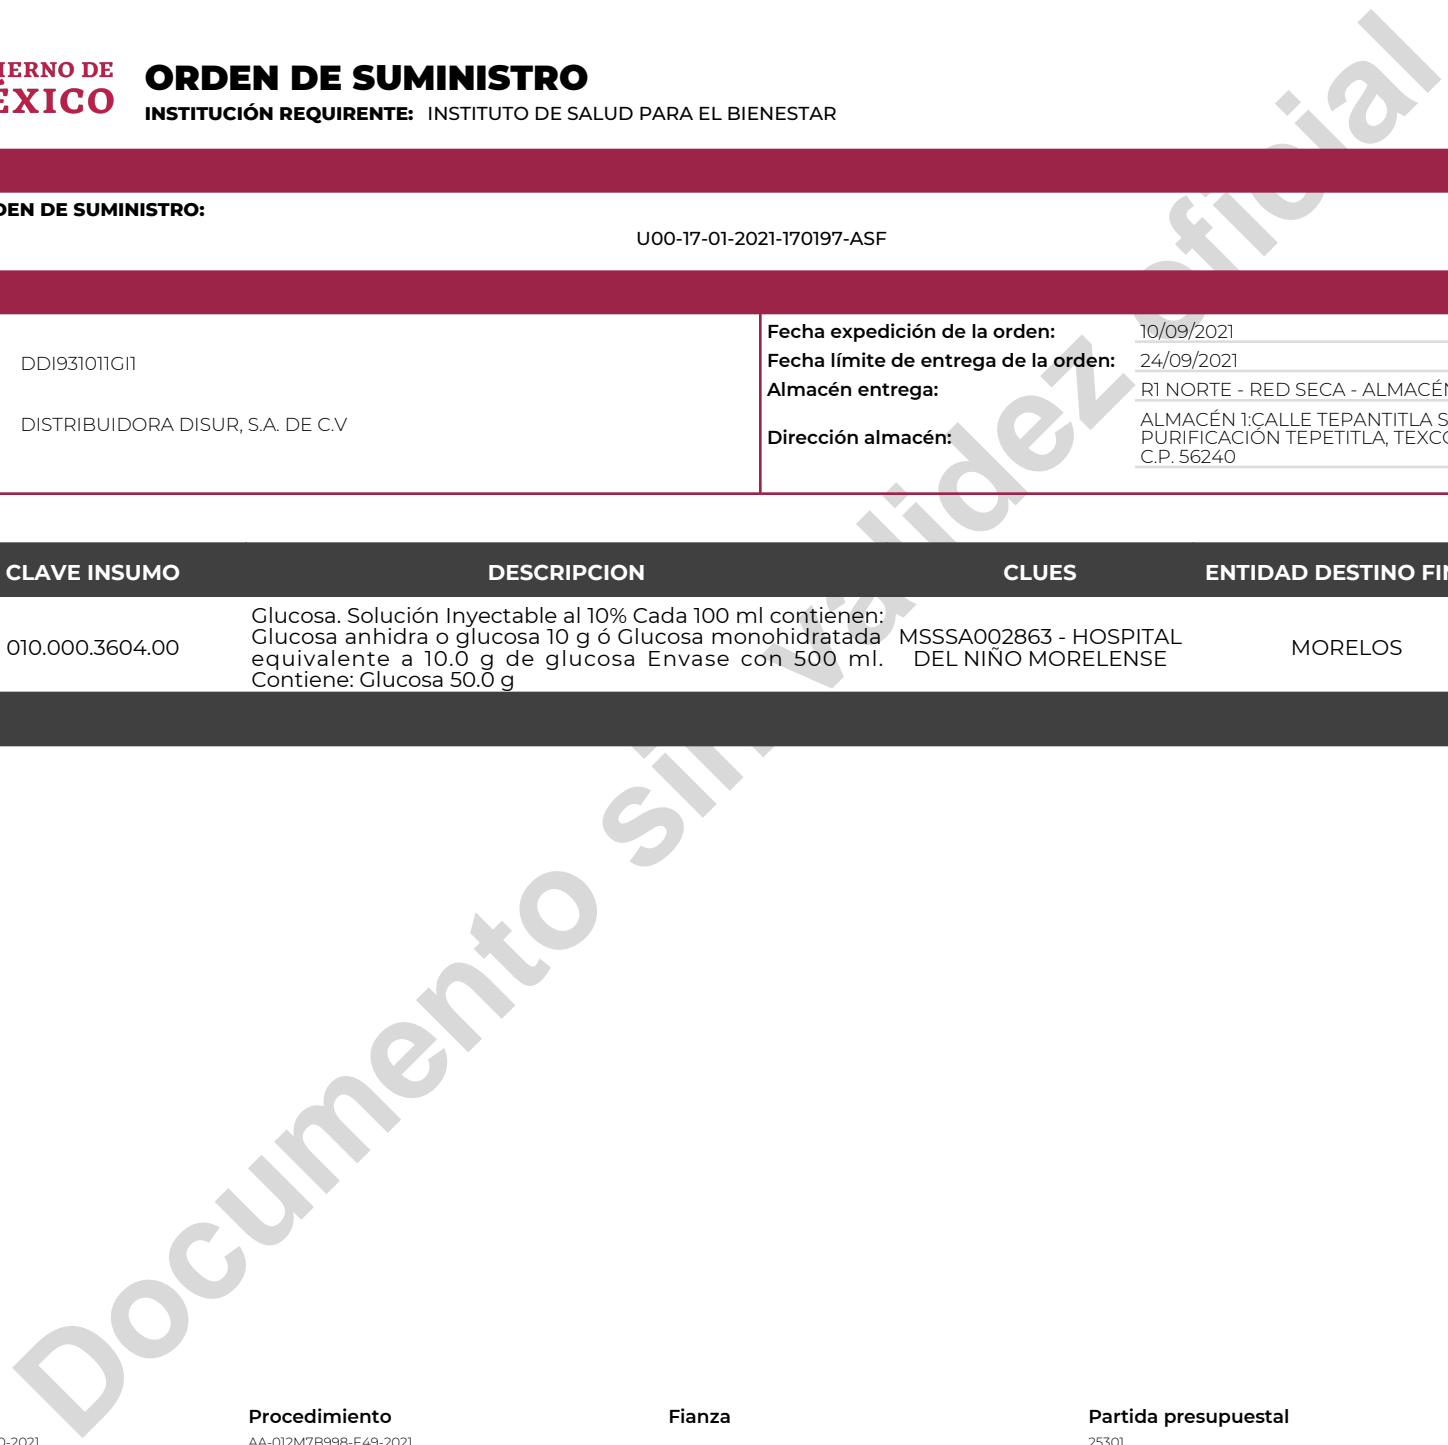 IERNO DE
ÉXICO
ORDEN DE SUMINISTRO
INSTITUCIÓN REQUIRENTE: INSTITUTO DE SALUD PARA EL BIENESTAR
DEN DE SUMINISTRO:
U00-17-01-2021-170197-ASF
DDI931011GI1
DISTRIBUIDORA DISUR, S.A. DE C.V
Fecha expedición de la orden: 10/09/2021
Fecha límite de entrega de la orden: 24/09/2021
Almacén entrega: R1 NORTE - RED SECA - ALMACÉN
Dirección almacén:
ALMACÉN 1:CALLE TEPANTITLA S
PURIFICACIÓN TEPETITLA, TEXCO
C.P. 56240
CLAVE INSUMO DESCRIPCION CLUES ENTIDAD DESTINO FIN
010.000.3604.00
Glucosa. Solución Inyectable al 10% Cada 100 ml contienen:
Glucosa anhidra o glucosa 10 g ó Glucosa monohidratada
equivalente a 10.0 g de glucosa Envase con 500 ml.
Contiene: Glucosa 50.0 g
MSSSA002863 - HOSPITAL
DEL NIÑO MORELENSE
MORELOS
Documento sin validez oficial
Procedimiento Fianza Partida presupuestal
0-2021 AA-012M7B998-E49-2021 25301